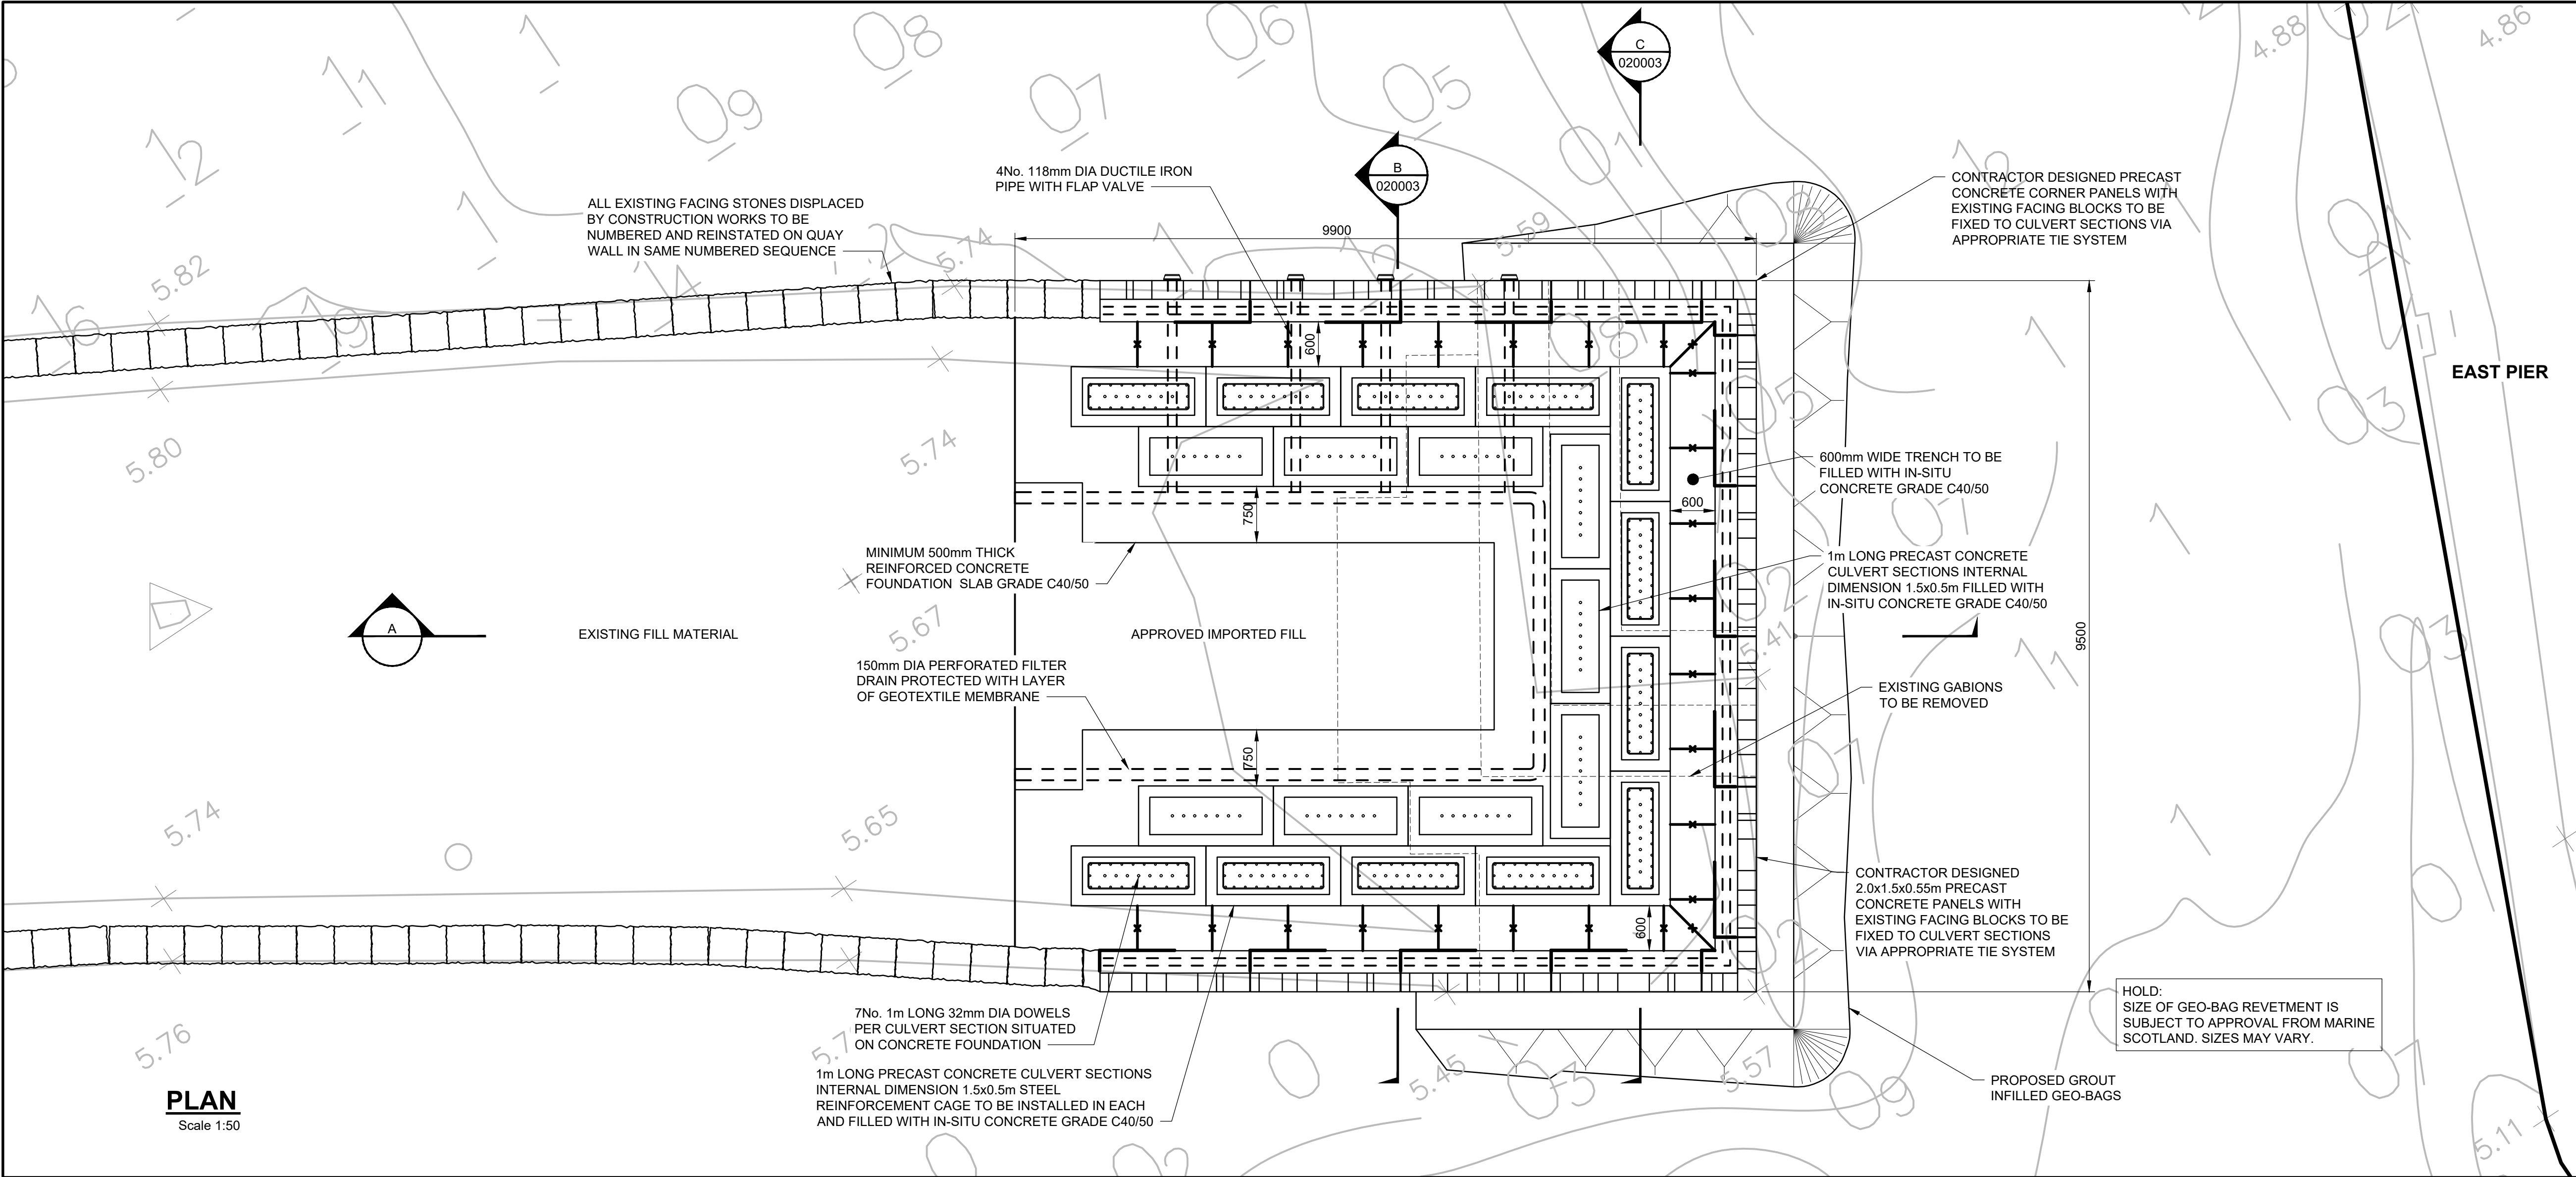 C
020003
B
020003
4No. 118mm DIA DUCTILE IRON
PIPE WITH FLAP VALVE
ALL EXISTING FACING STONES DISPLACED
BY CONSTRUCTION WORKS TO BE
NUMBERED AND REINSTATED ON QUAY
WALL IN SAME NUMBERED SEQUENCE
CONTRACTOR DESIGNED PRECAST
CONCRETE CORNER PANELS WITH
EXISTING FACING BLOCKS TO BE
FIXED TO CULVERT SECTIONS VIA
APPROPRIATE TIE SYSTEM
9900
4.88
4.86
5.82
5.74
5.59
600
EAST PIER
5.80
5.74
600mm WIDE TRENCH TO BE
FILLED WITH IN-SITU
CONCRETE GRADE C40/50
600
750
MINIMUM 500mm THICK
REINFORCED CONCRETE
FOUNDATION SLAB GRADE C40/50
1m LONG PRECAST CONCRETE
CULVERT SECTIONS INTERNAL
DIMENSION 1.5x0.5m FILLED WITH
IN-SITU CONCRETE GRADE C40/50
A
EXISTING FILL MATERIAL
5.67
APPROVED IMPORTED FILL
5.41
9500
150mm DIA PERFORATED FILTER
DRAIN PROTECTED WITH LAYER
OF GEOTEXTILE MEMBRANE
EXISTING GABIONS
TO BE REMOVED
750
5.74
5.65
CONTRACTOR DESIGNED
2.0x1.5x0.55m PRECAST
CONCRETE PANELS WITH
EXISTING FACING BLOCKS TO BE
FIXED TO CULVERT SECTIONS
VIA APPROPRIATE TIE SYSTEM
600
7No. 1m LONG 32mm DIA DOWELS
PER CULVERT SECTION SITUATED
ON CONCRETE FOUNDATION
HOLD:
SIZE OF GEO-BAG REVETMENT IS
SUBJECT TO APPROVAL FROM MARINE
SCOTLAND. SIZES MAY VARY.
5.76
5.45
5.57
1m LONG PRECAST CONCRETE CULVERT SECTIONS
INTERNAL DIMENSION 1.5x0.5m STEEL
REINFORCEMENT CAGE TO BE INSTALLED IN EACH
AND FILLED WITH IN-SITU CONCRETE GRADE C40/50
PROPOSED GROUT
INFILLED GEO-BAGS
PLAN
Scale 1:50
5.11